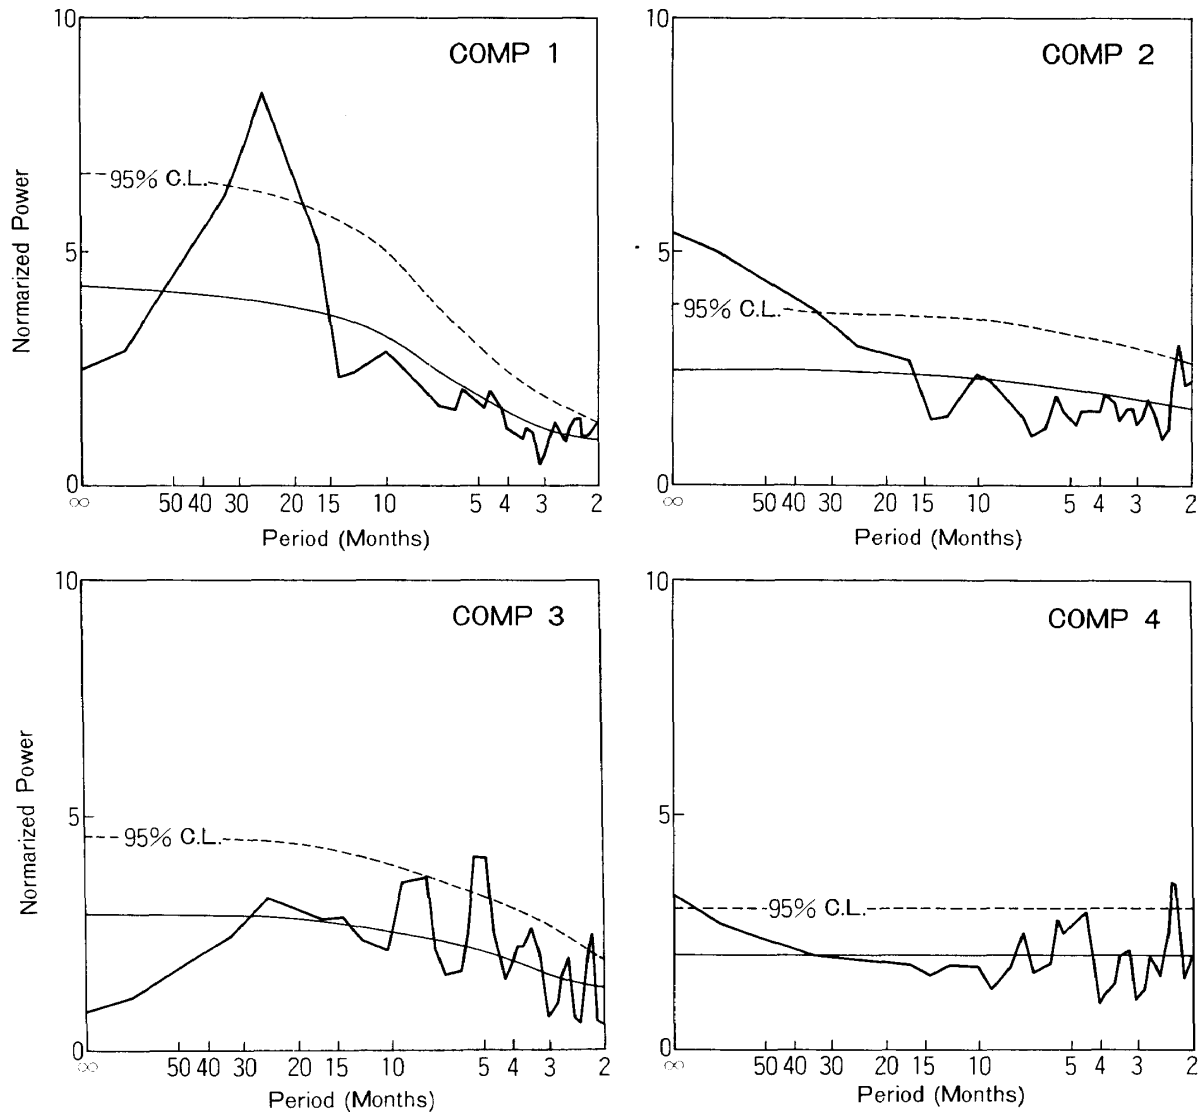 10
COMP 1
95% C.L.
5
0
∞ 50 40 30 20 15 10 5 4 3 2
Period (Months)
Normarized Power
10
COMP 2
5
95% C.L.
0
∞ 50 40 30 20 15 10 5 4 3 2
Period (Months)
10
COMP 3
5
95% C.L.
0
∞ 50 40 30 20 15 10 5 4 3 2
Period (Months)
Normarized Power
10
COMP 4
5
95% C.L.
0
∞ 50 40 30 20 15 10 5 4 3 2
Period (Months)